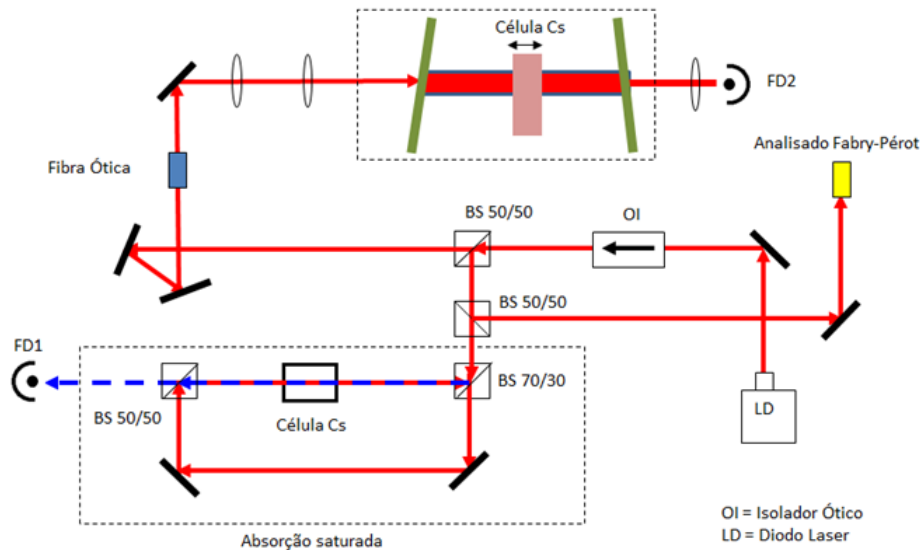 Célula Cs
FD2
Fibra Ótica
Analisado Fabry-Pérot
BS 50/50
OI
BS 50/50
FD1
BS 70/30
BS 50/50
Célula Cs
LD
Absorção saturada
OI = Isolador Ótico
LD = Diodo Laser